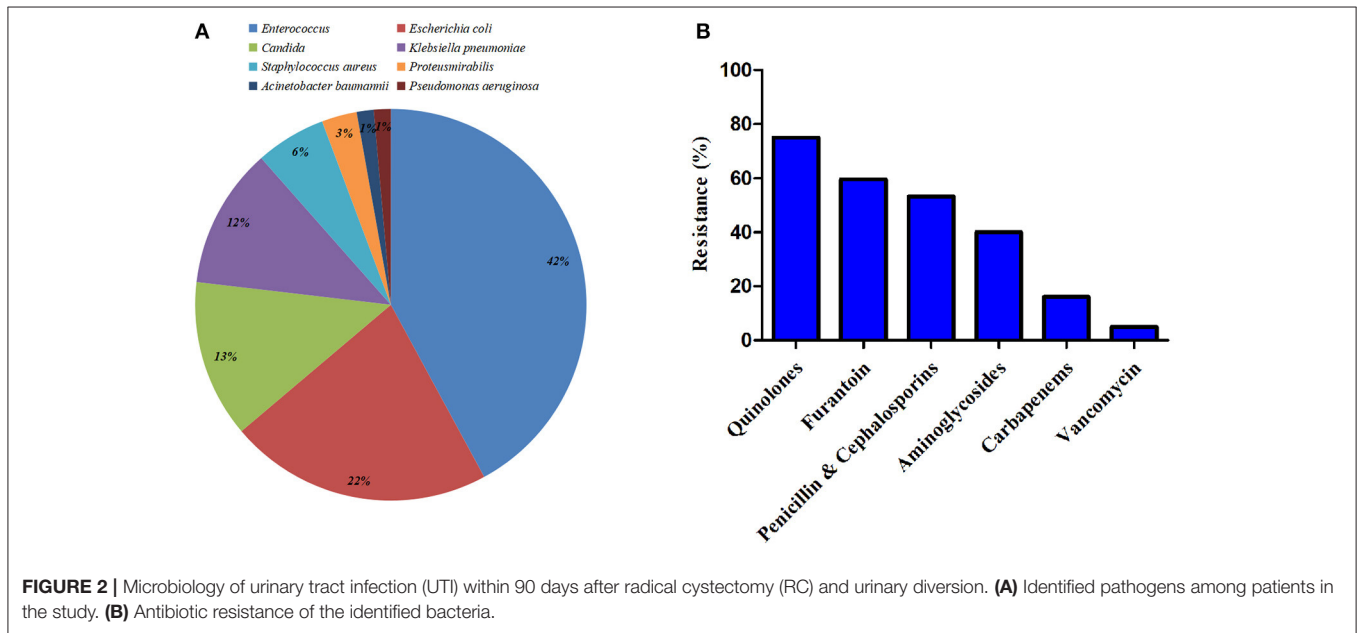 A
Enterococcus
Escherichia coli
Candida
Klebsiella pneumoniae
Staphylococcus aureus
Proteusmirabilis
Acinetobacter baumannii
Pseudomonas aeruginosa
3%
1%
1%
6%
12%
42%
13%
22%
B
100
80
60
40
20
0
Resistance (%)
Quinolones
Furantoin
Penicillin & Cephalosporins
Aminoglycosides
Carbapenems
Vancomycin
FIGURE 2 | Microbiology of urinary tract infection (UTI) within 90 days after radical cystectomy (RC) and urinary diversion. (A) Identified pathogens among patients in
the study. (B) Antibiotic resistance of the identified bacteria.